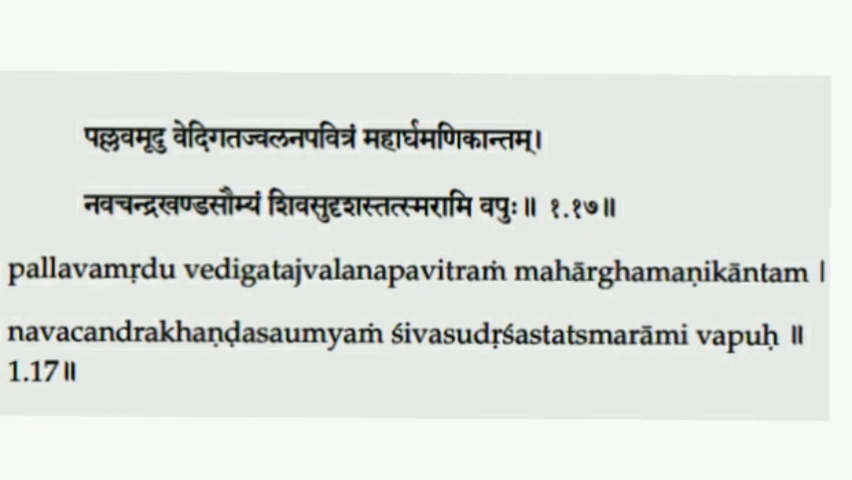 पल्लवमृदु वेदिगतज्वलनपवित्रं महार्घमणिकान्तम्।
नवचन्द्रखण्डसौम्यं शिवसुदृशस्तत्स्मरामि वपुः॥ १.१७॥
pallavamṛdu vedigatajvalanapavitraṁ mahārghamaṇikāntam |
navacandrakhaṇḍasaumyaṁ śivasudṛśastatsmarāmi vapuḥ ||
1.17||